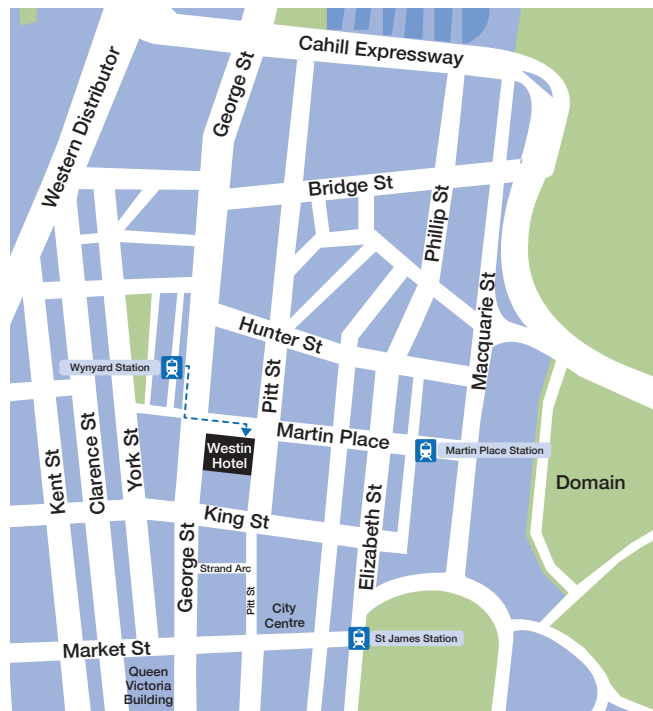 Cahill Expressway
George St
Western Distributor
Bridge St
Phillip St
Macquarie St
Hunter St
Wynyard Station
Pitt St
Martin Place
Westin
Hotel
Martin Place Station
Kent St
Clarence St
York St
Domain
King St
Elizabeth St
George St
Strand Arc
Pitt St
City
Centre
Market St
St James Station
Queen
Victoria
Building